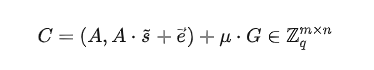 C = (A, A · s̃ + e⃗) + μ · G ∈ ℤ_q^{m×n}